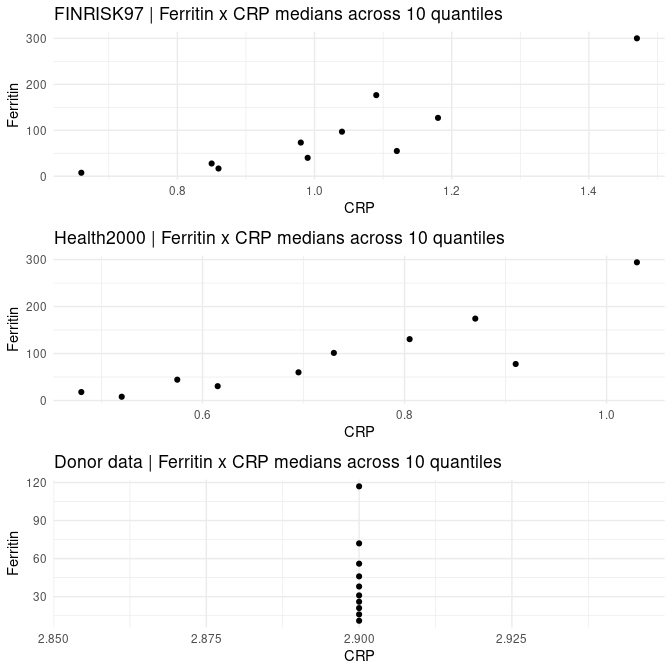 FINRISK97 | Ferritin x CRP medians across 10 quantiles
300
200
100
0
Ferritin
0.8 1.0 1.2 1.4
CRP
Health2000 | Ferritin x CRP medians across 10 quantiles
300
200
100
0
Ferritin
0.6 0.8 1.0
CRP
Donor data | Ferritin x CRP medians across 10 quantiles
120
90
60
30
Ferritin
2.850 2.875 2.900 2.925
CRP